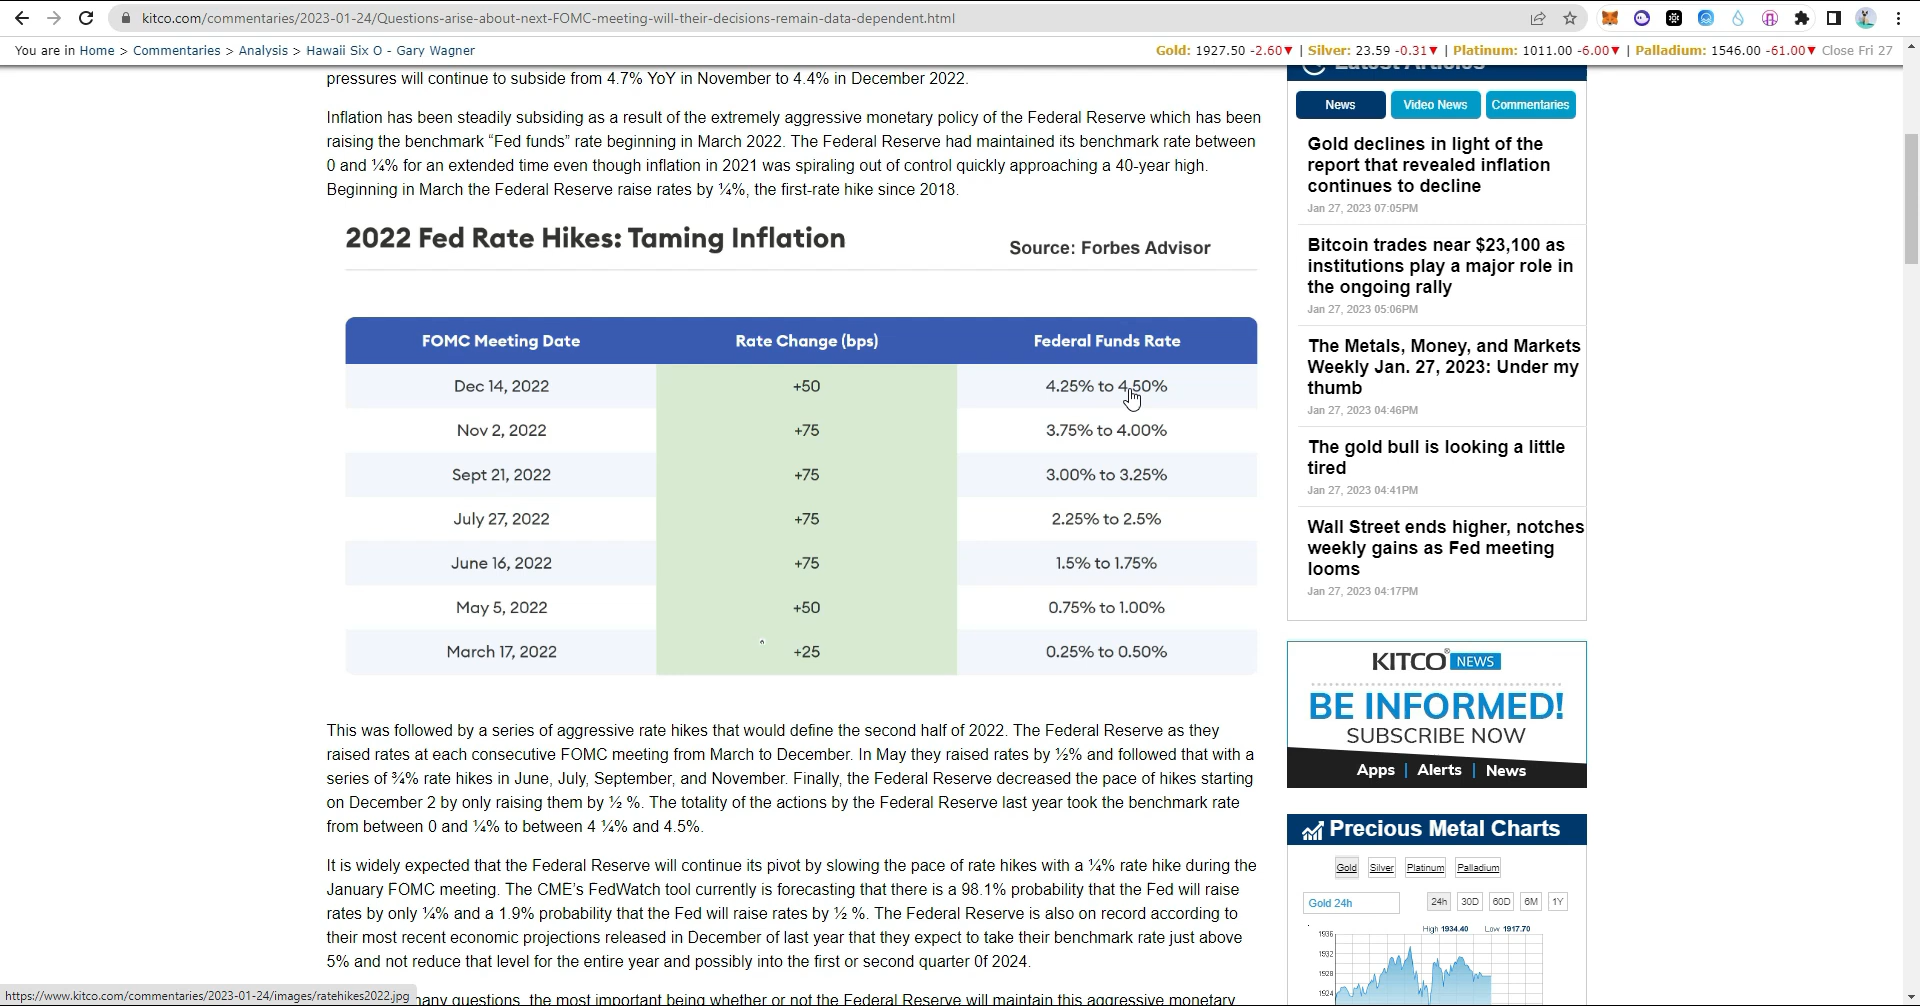 kitco.com/commentaries/2023-01-24/Questions-arise-about-next-FOMC-meeting-will-their-decisions-remain-data-dependent.html
You are in Home > Commentaries > Analysis > Hawaii Six O - Gary Wagner
Gold: 1927.50 -2.60▼ | Silver: 23.59 -0.31▼ | Platinum: 1011.00 -6.00▼ | Palladium: 1546.00 -61.00▼ Close Fri 27
pressures will continue to subside from 4.7% YoY in November to 4.4% in December 2022.
Inflation has been steadily subsiding as a result of the extremely aggressive monetary policy of the Federal Reserve which has been
raising the benchmark “Fed funds” rate beginning in March 2022. The Federal Reserve had maintained its benchmark rate between
0 and ¼% for an extended time even though inflation in 2021 was spiraling out of control quickly approaching a 40-year high.
Beginning in March the Federal Reserve raise rates by ¼%, the first-rate hike since 2018.
2022 Fed Rate Hikes: Taming Inflation
Source: Forbes Advisor
FOMC Meeting Date Rate Change (bps) Federal Funds Rate
Dec 14, 2022 +50 4.25% to 4.50%
Nov 2, 2022 +75 3.75% to 4.00%
Sept 21, 2022 +75 3.00% to 3.25%
July 27, 2022 +75 2.25% to 2.5%
June 16, 2022 +75 1.5% to 1.75%
May 5, 2022 +50 0.75% to 1.00%
March 17, 2022 +25 0.25% to 0.50%
This was followed by a series of aggressive rate hikes that would define the second half of 2022. The Federal Reserve as they
raised rates at each consecutive FOMC meeting from March to December. In May they raised rates by ½% and followed that with a
series of ¾% rate hikes in June, July, September, and November. Finally, the Federal Reserve decreased the pace of hikes starting
on December 2 by only raising them by ½ %. The totality of the actions by the Federal Reserve last year took the benchmark rate
from between 0 and ¼% to between 4 ¼% and 4.5%.
It is widely expected that the Federal Reserve will continue its pivot by slowing the pace of rate hikes with a ¼% rate hike during the
January FOMC meeting. The CME’s FedWatch tool currently is forecasting that there is a 98.1% probability that the Fed will raise
rates by only ¼% and a 1.9% probability that the Fed will raise rates by ½ %. The Federal Reserve is also on record according to
their most recent economic projections released in December of last year that they expect to take their benchmark rate just above
5% and not reduce that level for the entire year and possibly into the first or second quarter 0f 2024.
many questions, the most important being whether or not the Federal Reserve will maintain this aggressive monetary
https://www.kitco.com/commentaries/2023-01-24/images/ratehikes2022.jpg
Latest Articles
News Video News Commentaries
Gold declines in light of the
report that revealed inflation
continues to decline
Jan 27, 2023 07:05PM
Bitcoin trades near $23,100 as
institutions play a major role in
the ongoing rally
Jan 27, 2023 05:06PM
The Metals, Money, and Markets
Weekly Jan. 27, 2023: Under my
thumb
Jan 27, 2023 04:46PM
The gold bull is looking a little
tired
Jan 27, 2023 04:41PM
Wall Street ends higher, notches
weekly gains as Fed meeting
looms
Jan 27, 2023 04:17PM
KITCO® NEWS
BE INFORMED!
SUBSCRIBE NOW
Apps | Alerts | News
Precious Metal Charts
Gold Silver Platinum Palladium
Gold 24h 24h 30D 60D 6M 1Y
High 1934.40 Low 1917.70
1936
1932
1928
1924